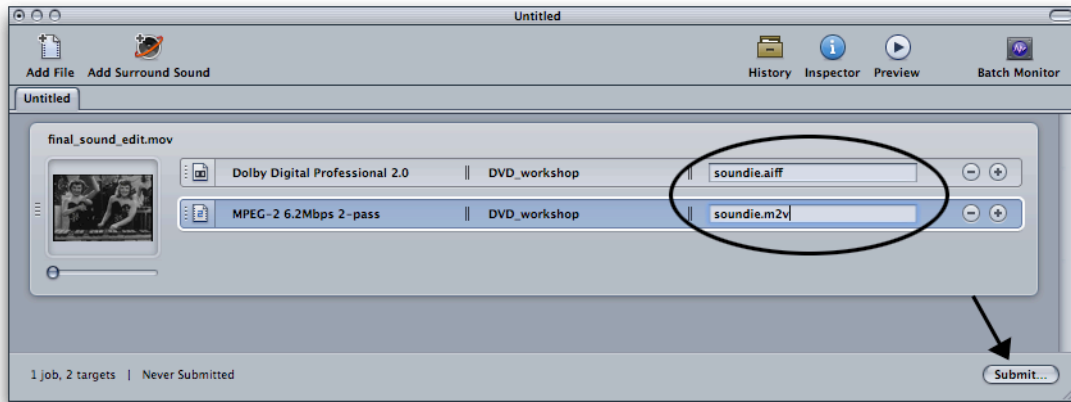 Untitled
Add File Add Surround Sound History Inspector Preview Batch Monitor
Untitled
final_sound_edit.mov
Dolby Digital Professional 2.0 DVD_workshop soundie.aiff
MPEG-2 6.2Mbps 2-pass DVD_workshop soundie.m2v
1 job, 2 targets | Never Submitted Submit...